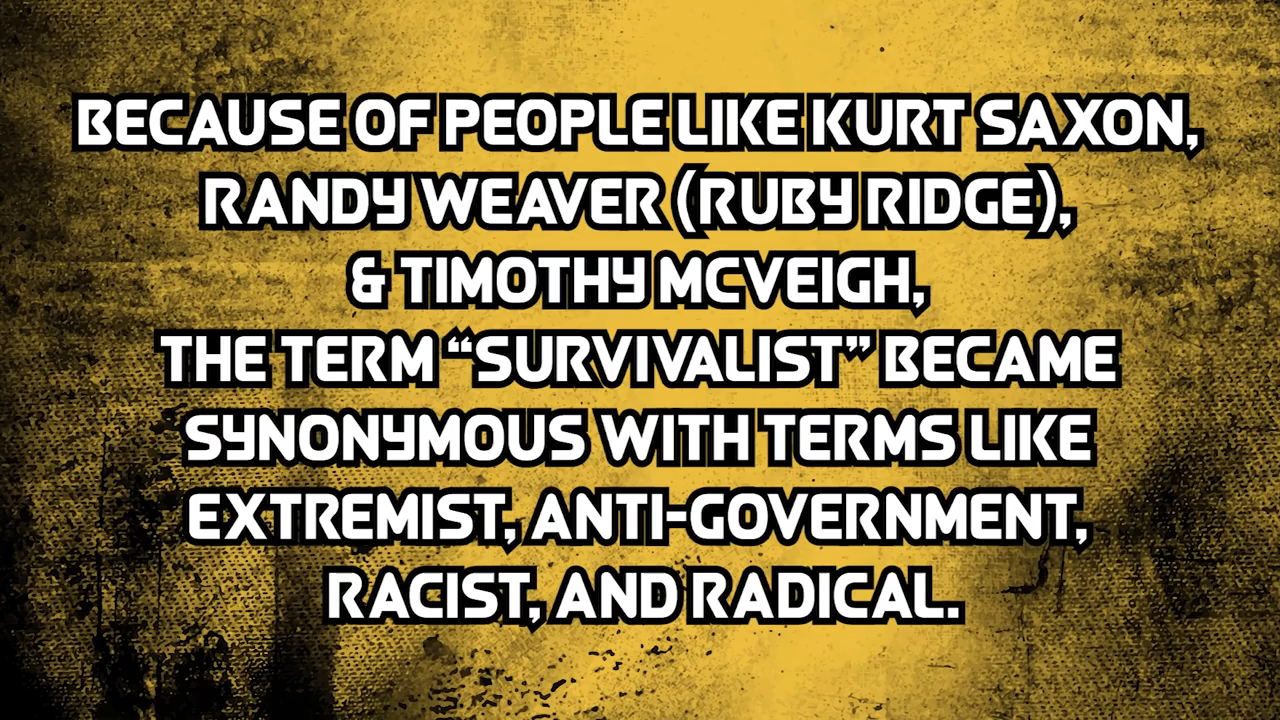 BECAUSE OF PEOPLE LIKE KURT SAXON,
RANDY WEAVER (RUBY RIDGE),
& TIMOTHY MCVEIGH,
THE TERM “SURVIVALIST” BECAME
SYNONYMOUS WITH TERMS LIKE
EXTREMIST, ANTI-GOVERNMENT,
RACIST, AND RADICAL.